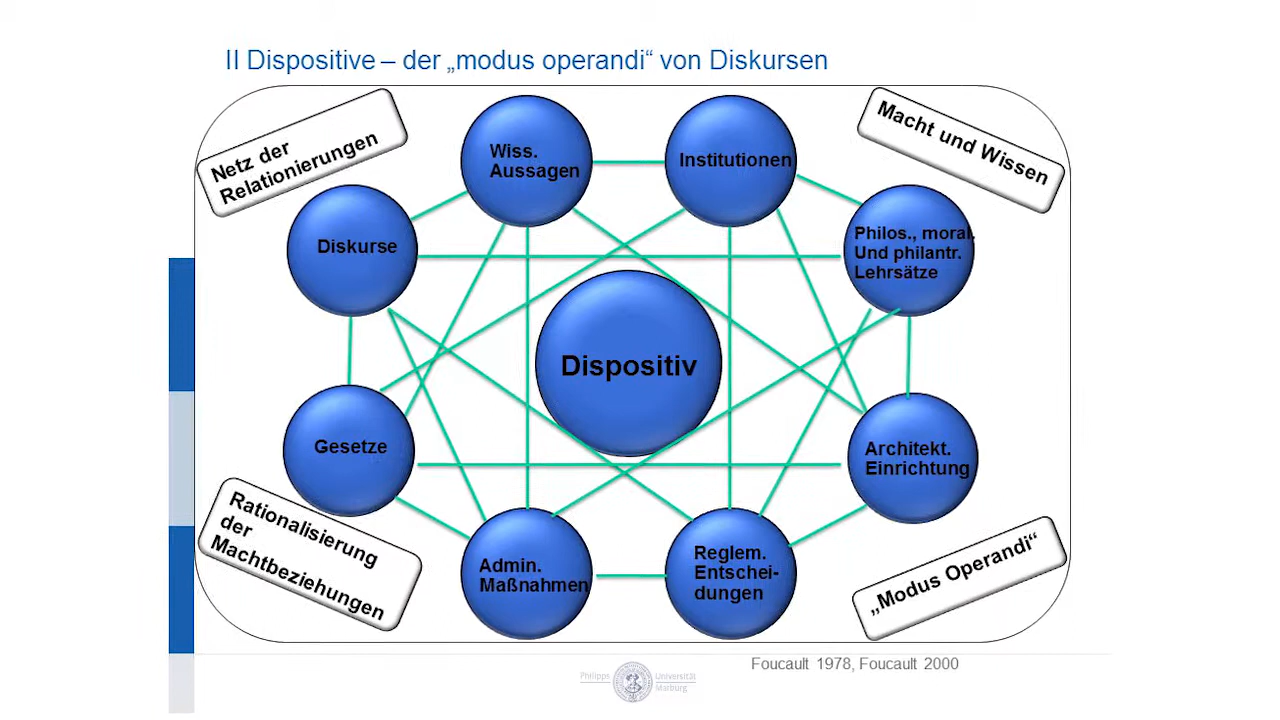 II Dispositive – der „modus operandi“ von Diskursen
Netz der
Relationierungen
Macht und Wissen
Wiss.
Aussagen
Institutionen
Diskurse
Philos., moral.
Und philantr.
Lehrsätze
Dispositiv
Gesetze
Architekt.
Einrichtung
Rationalisierung
der
Machtbeziehungen
Admin.
Maßnahmen
Reglem.
Entschei-
dungen
„Modus Operandi“
Foucault 1978, Foucault 2000
Philipps
Universität
Marburg